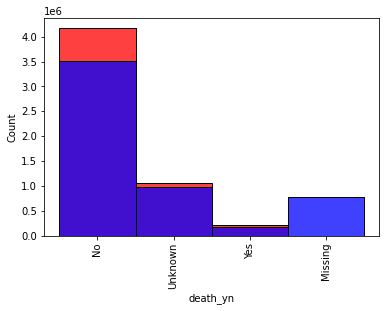 1e6
4.0
3.5
3.0
2.5
2.0
1.5
1.0
0.5
0.0
Count
No
Unknown
Yes
Missing
death_yn